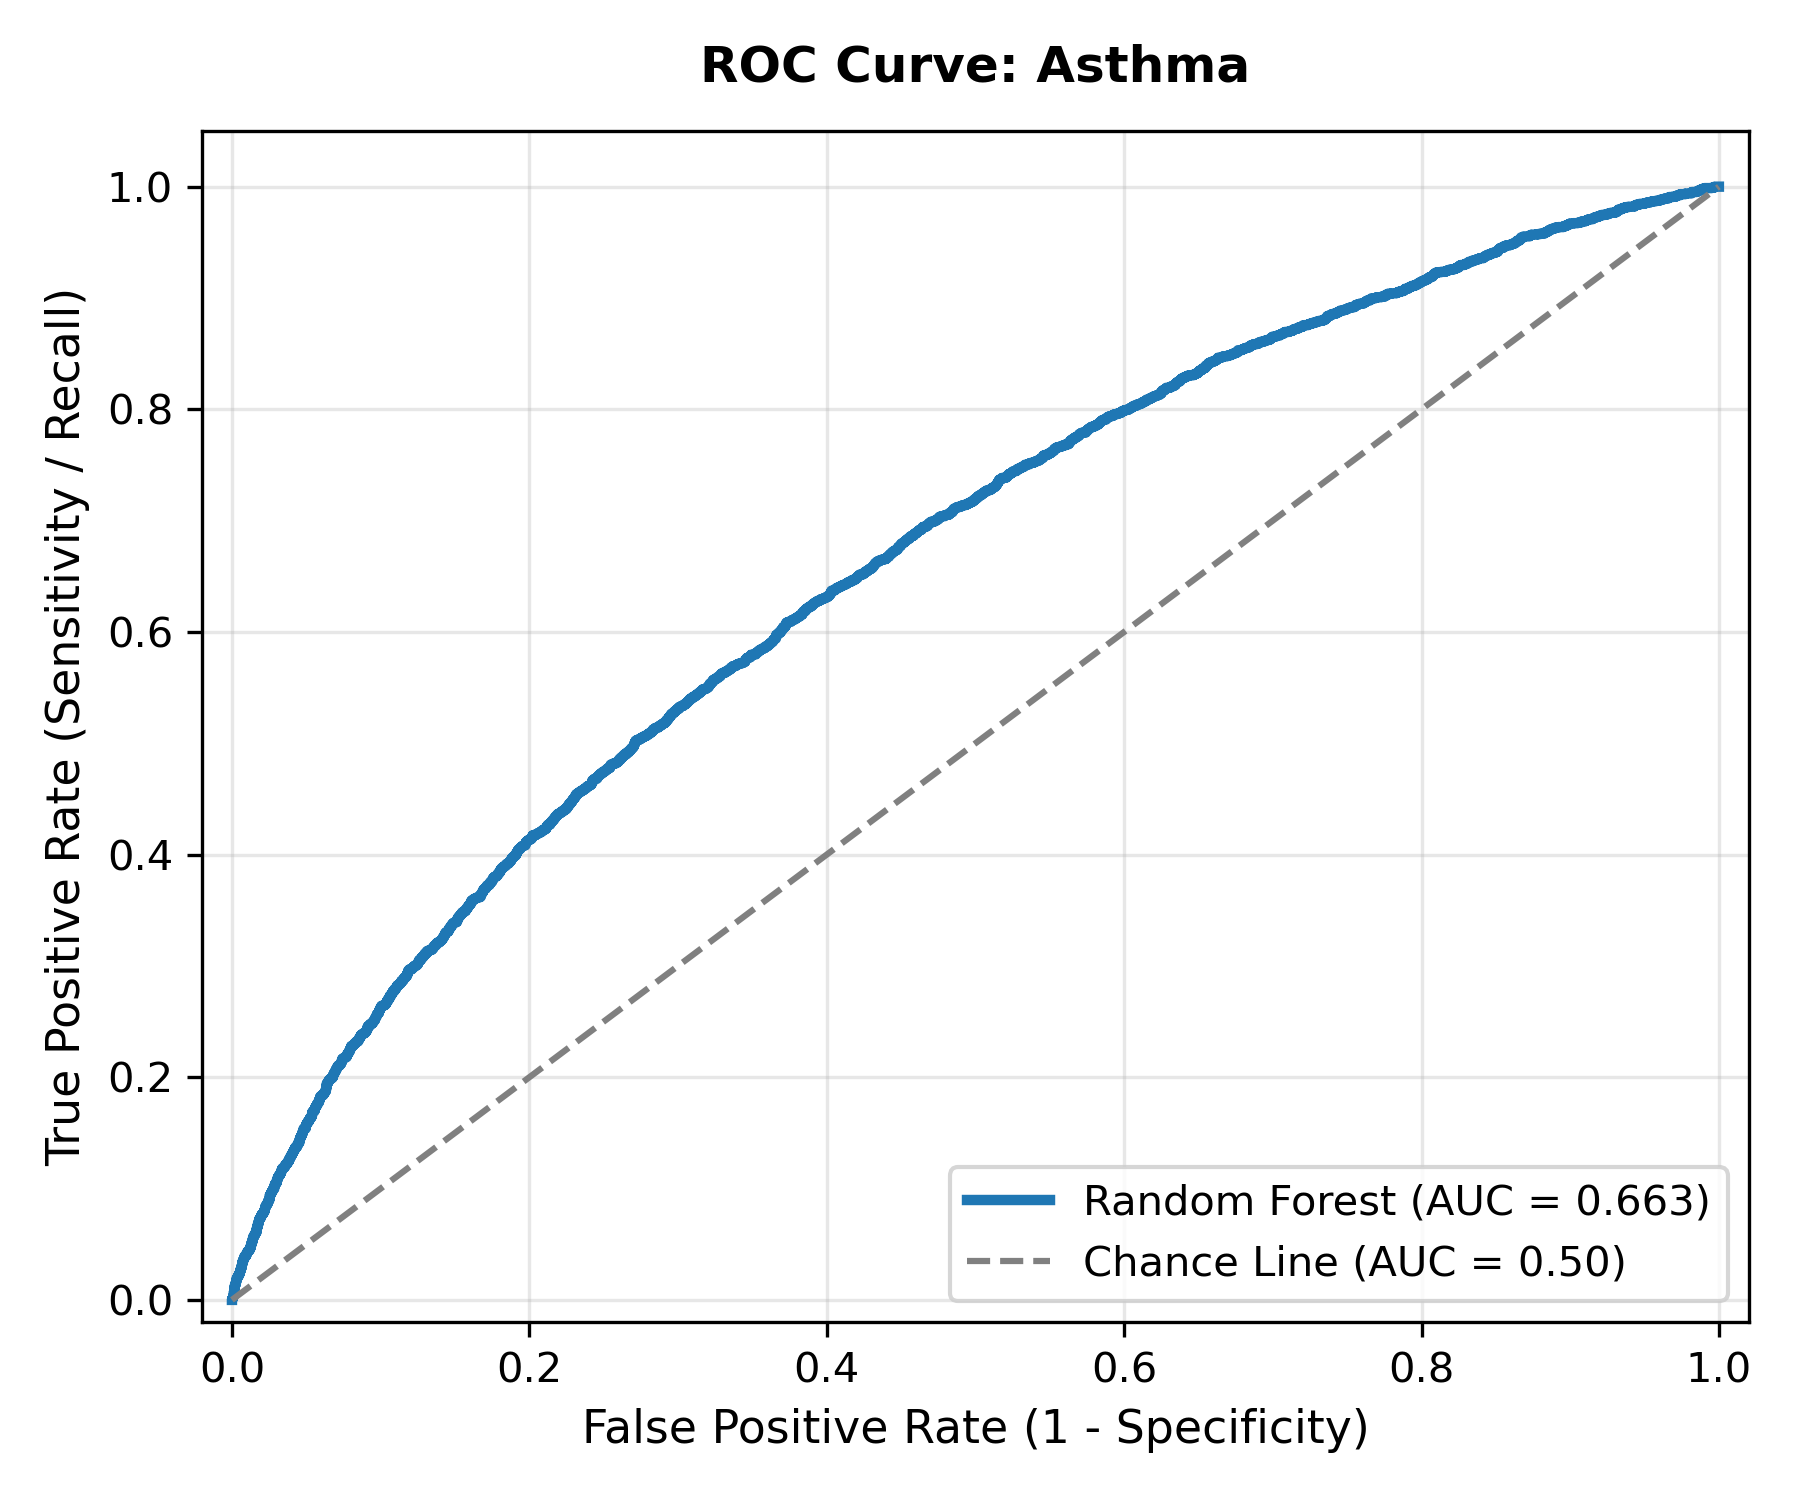 ROC Curve: Asthma
True Positive Rate (Sensitivity / Recall)
1.0
0.8
0.6
0.4
0.2
0.0
Random Forest (AUC = 0.663)
Chance Line (AUC = 0.50)
0.0 0.2 0.4 0.6 0.8 1.0
False Positive Rate (1 - Specificity)